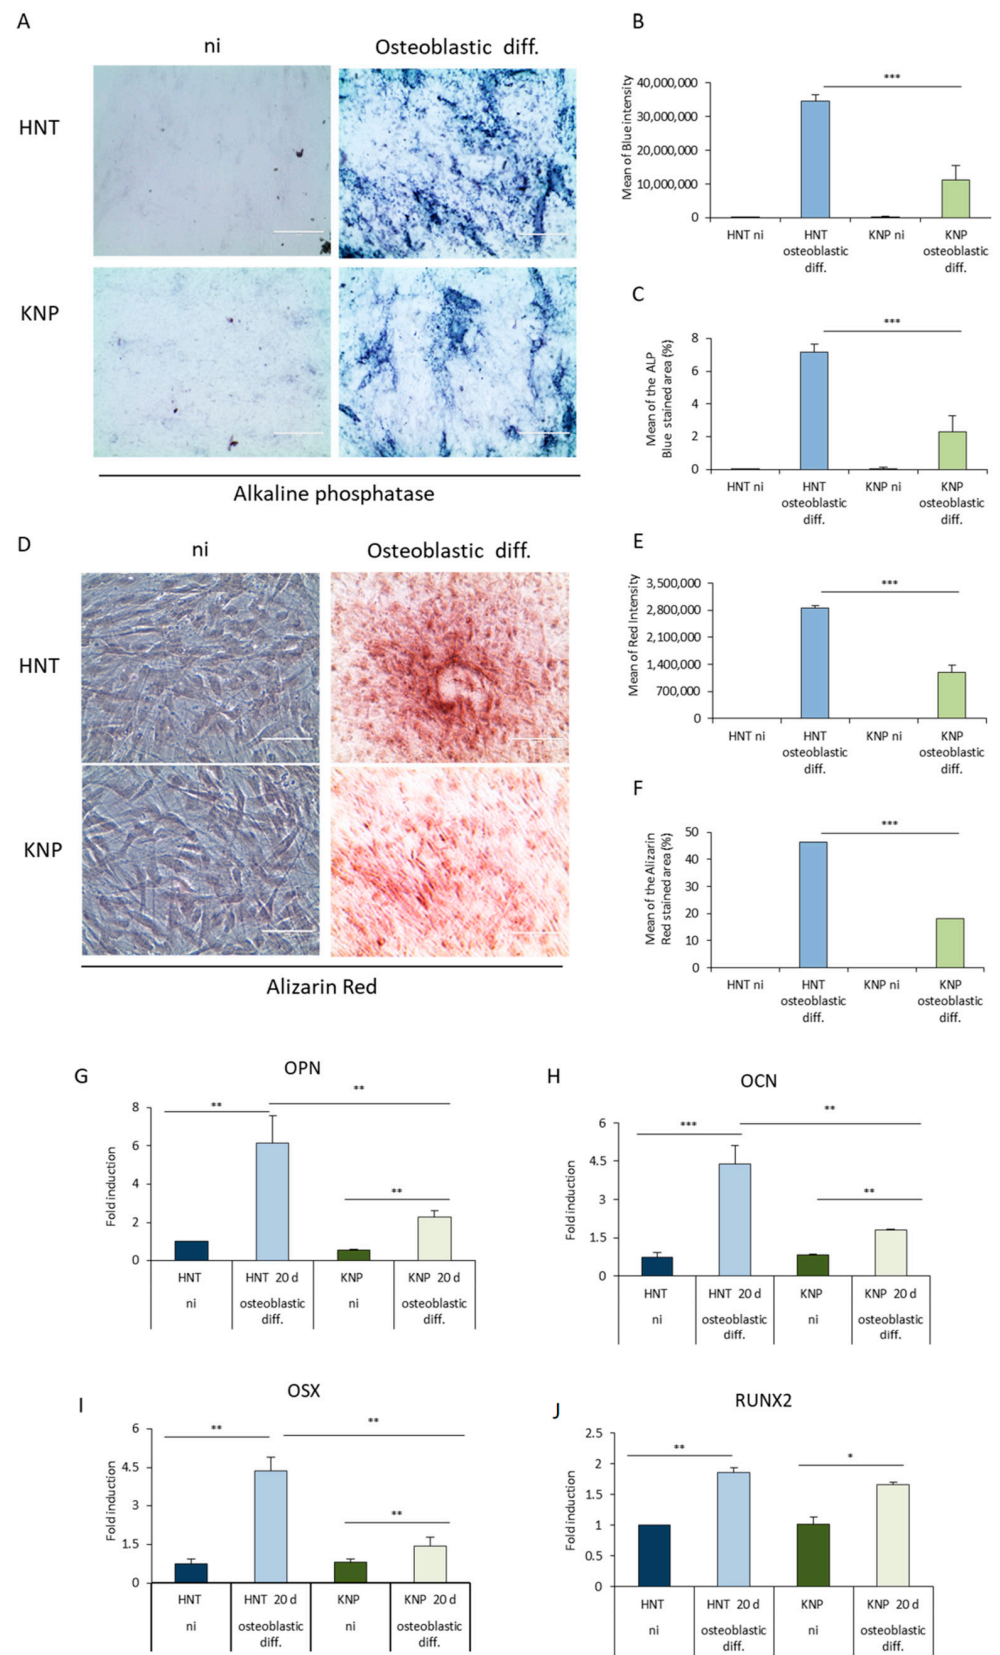 A
ni
Osteoblastic diff.
HNT
KNP
Alkaline phosphatase
B
Mean of Blue intensity
40,000,000
30,000,000
20,000,000
10,000,000
0
***
HNT ni
HNT
osteoblastic
diff.
KNP ni
KNP
osteoblastic
diff.
C
Mean of the ALP
Blue stained area (%)
8
6
4
2
0
***
HNT ni
HNT
osteoblastic
diff.
KNP ni
KNP
osteoblastic
diff.
D
ni
Osteoblastic diff.
HNT
KNP
Alizarin Red
E
Mean of Red Intensity
3,500,000
2,800,000
2,100,000
1,400,000
700,000
0
***
HNT ni
HNT
osteoblastic
diff.
KNP ni
KNP
osteoblastic
diff.
F
Mean of the Alizarin
Red stained area (%)
50
40
30
20
10
0
***
HNT ni
HNT
osteoblastic
diff.
KNP ni
KNP
osteoblastic
diff.
G
OPN
Fold induction
8
6
4
2
0
**
**
**
HNT
HNT 20 d
KNP
KNP 20 d
ni
osteoblastic
diff.
ni
osteoblastic
diff.
H
OCN
Fold induction
6
4.5
3
1.5
0
***
**
**
HNT
HNT 20 d
KNP
KNP 20 d
ni
osteoblastic
diff.
ni
osteoblastic
diff.
I
OSX
Fold induction
6
4.5
3
1.5
0
**
**
**
HNT
HNT 20 d
KNP
KNP 20 d
ni
osteoblastic
diff.
ni
osteoblastic
diff.
J
RUNX2
Fold induction
2.5
2
1.5
1
0.5
0
**
*
HNT
HNT 20 d
KNP
KNP 20 d
ni
osteoblastic
diff.
ni
osteoblastic
diff.